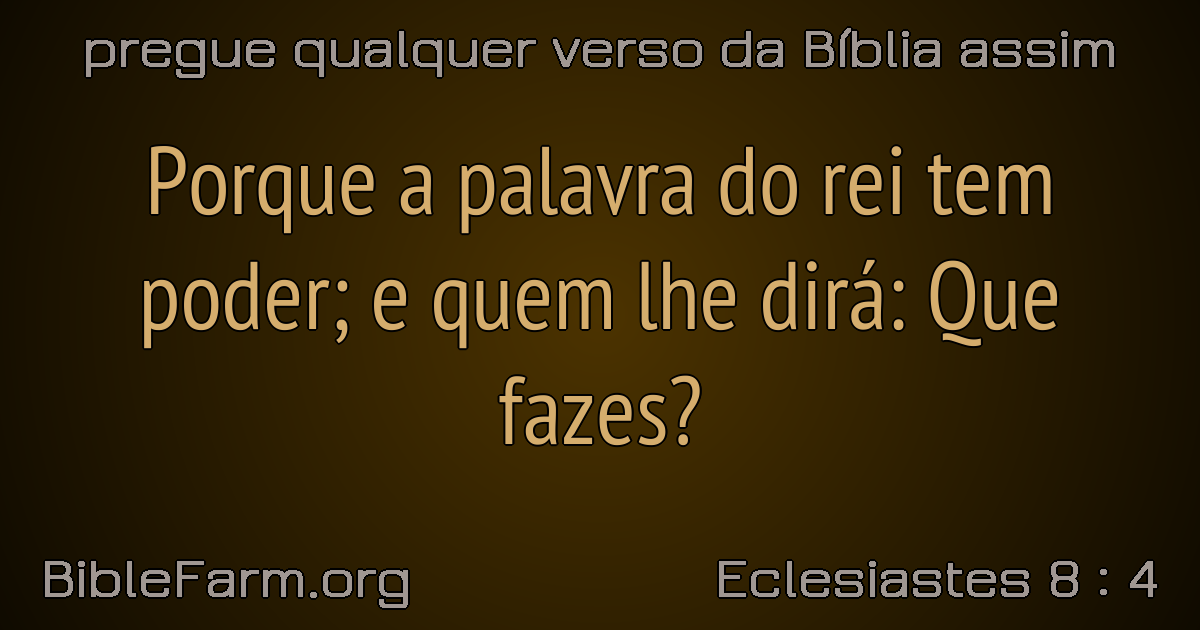 pregue qualquer verso da Bíblia assim
Porque a palavra do rei tem
poder; e quem lhe dirá: Que
fazes?
BibleFarm.org
Eclesiastes 8 : 4